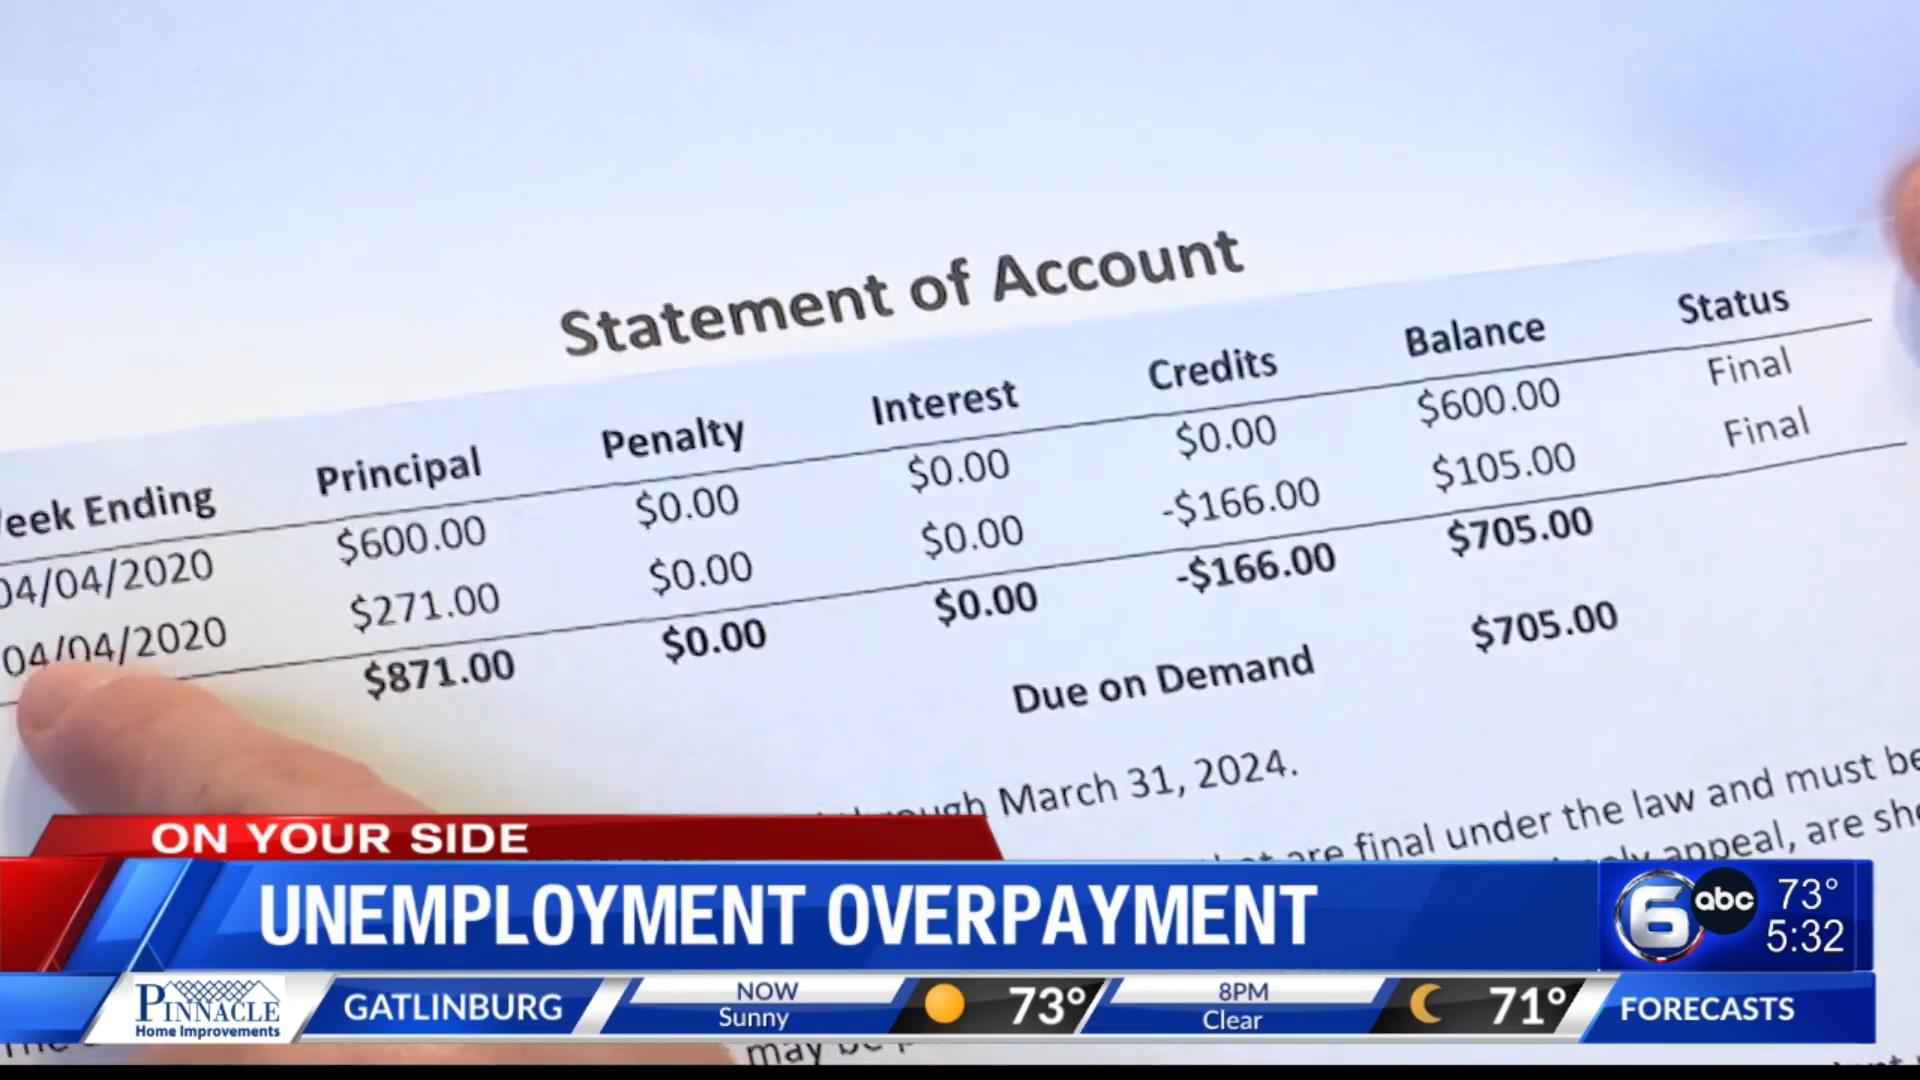 Statement of Account
Week Ending Principal Penalty Interest Credits Balance Status
04/04/2020 $600.00 $0.00 $0.00 $0.00 $600.00 Final
04/04/2020 $271.00 $0.00 $0.00 -$166.00 $105.00 Final
$871.00 $0.00 $0.00 -$166.00 $705.00
Due on Demand $705.00
through March 31, 2024.
are final under the law and must be
appeal, are
ON YOUR SIDE
UNEMPLOYMENT OVERPAYMENT
6 abc 73°
5:32
PINNACLE
Home Improvements
GATLINBURG
NOW
Sunny
73°
8PM
Clear
71°
FORECASTS
may be